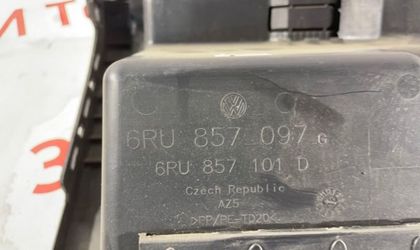 6RU 857 097 G
6RU 857 101 D
Czech Republic
AZ5
>PP/PE-TD20<